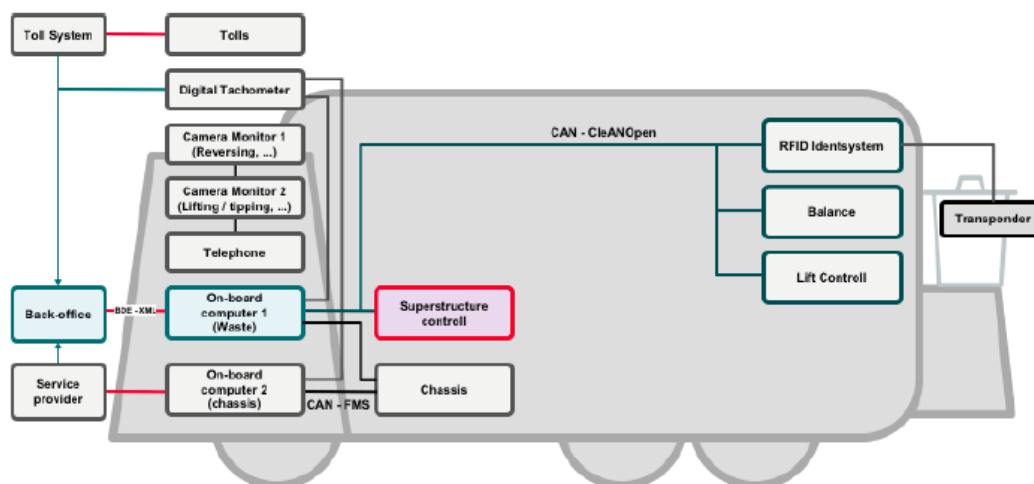 Toll System
Tolls
Digital Tachometer
Camera Monitor 1
(Reversing, ...)
CAN - CleANOpen
RFID Identsystem
Camera Monitor 2
(Lifting / tipping, ...)
Balance
Transponder
Telephone
Lift Controll
Back-office
BDE - XML
On-board
computer 1
(Waste)
Superstructure
controll
Service
provider
On-board
computer 2
(chassis)
CAN - FMS
Chassis